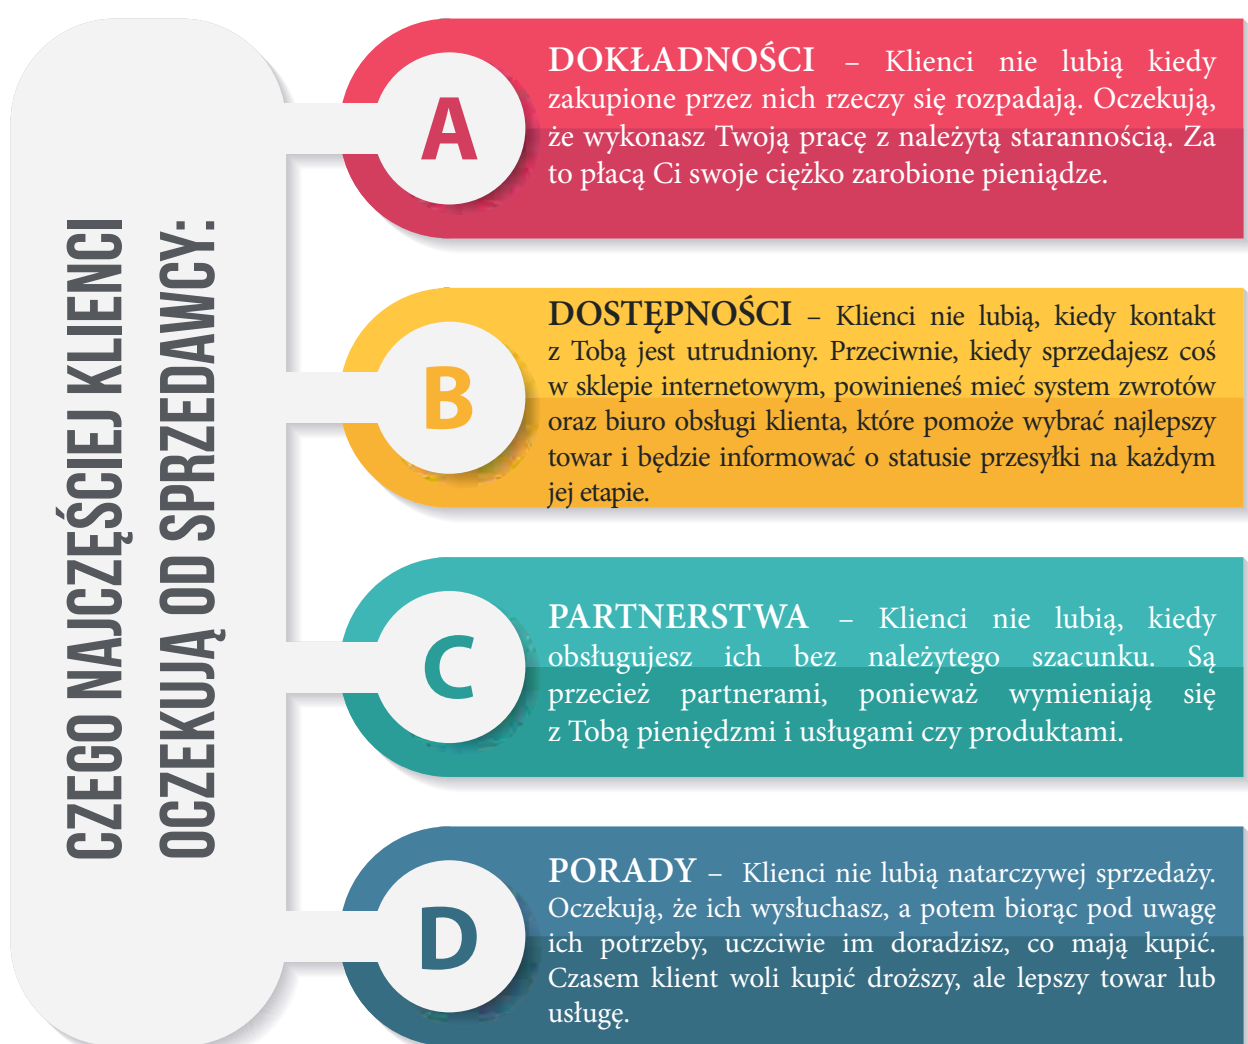 CZEGO NAJCZĘŚCIEJ KLIENCI
OCZEKUJĄ OD SPRZEDAWCY:
A
DOKŁADNOŚCI – Klienci nie lubią kiedy
zakupione przez nich rzeczy się rozpadają. Oczekują,
że wykonasz Twoją pracę z należytą starannością. Za
to płacą Ci swoje ciężko zarobione pieniądze.
B
DOSTĘPNOŚCI – Klienci nie lubią, kiedy kontakt
z Tobą jest utrudniony. Przeciwnie, kiedy sprzedajesz coś
w sklepie internetowym, powinieneś mieć system zwrotów
oraz biuro obsługi klienta, które pomoże wybrać najlepszy
towar i będzie informować o statusie przesyłki na każdym
jej etapie.
C
PARTNERSTWA – Klienci nie lubią, kiedy
obsługujesz ich bez należytego szacunku. Są
przecież partnerami, ponieważ wymieniają się
z Tobą pieniędzmi i usługami czy produktami.
D
PORADY – Klienci nie lubią natarczywej sprzedaży.
Oczekują, że ich wysłuchasz, a potem biorąc pod uwagę
ich potrzeby, uczciwie im doradzisz, co mają kupić.
Czasem klient woli kupić droższy, ale lepszy towar lub
usługę.